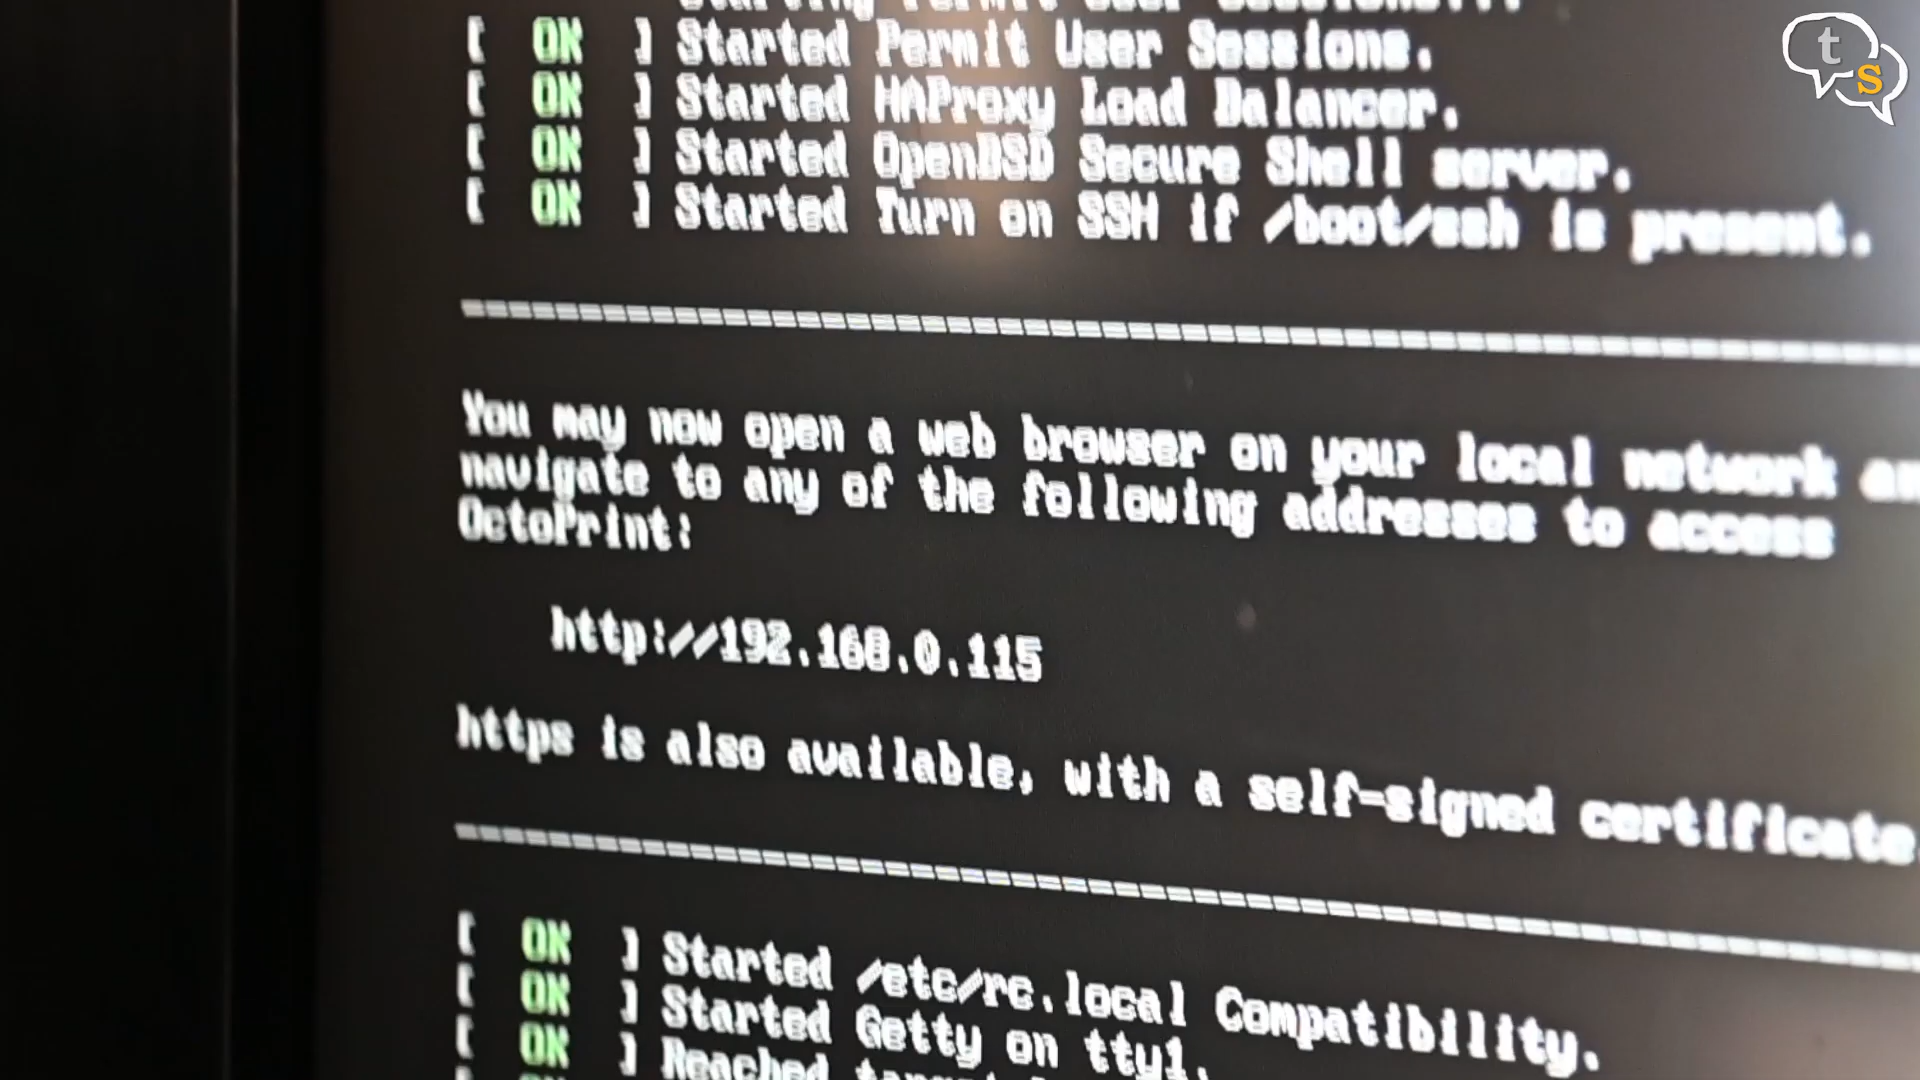 [ OK ] Started Permit User Sessions.
[ OK ] Started HAProxy Load Balancer.
[ OK ] Started OpenBSD Secure Shell server.
[ OK ] Started Turn on SSH if /boot/ssh is present.
You may now open a web browser on your local network an
navigate to any of the following addresses to access
OctoPrint:
http://192.168.0.115
https is also available, with a self-signed certificate.
[ OK ] Started /etc/rc.local Compatibility.
[ OK ] Started Getty on tty1.
[ OK ] Reached target
t
S